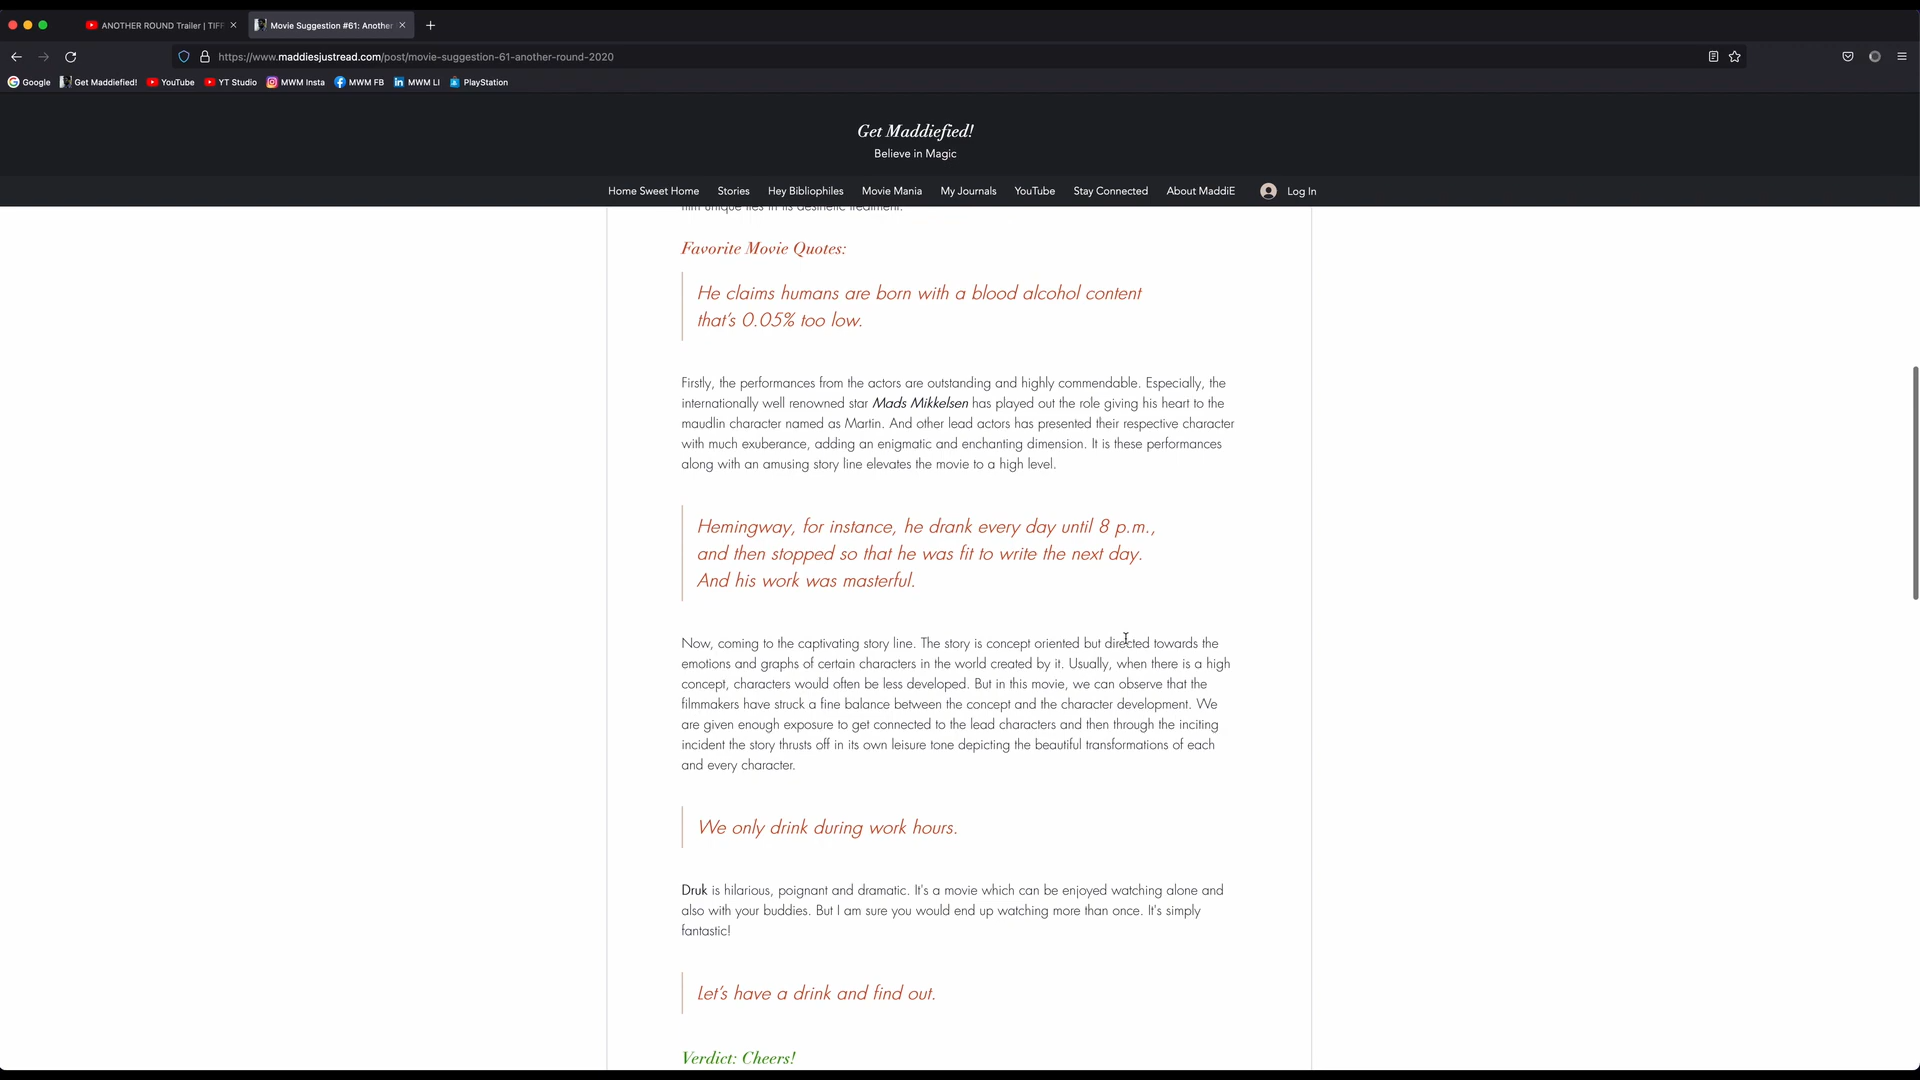 ANOTHER ROUND Trailer | TIFF
Movie Suggestion #61: Another
https://www.maddiesjustread.com/post/movie-suggestion-61-another-round-2020
Google
Get Maddiefied!
YouTube
YT Studio
MWM Insta
MWM FB
MWM LI
PlayStation
Get Maddiefied!
Believe in Magic
Home Sweet Home
Stories
Hey Bibliophiles
Movie Mania
My Journals
YouTube
Stay Connected
About MaddiE
Log In
film unique lies in its aesthetic treatment.
Favorite Movie Quotes:
He claims humans are born with a blood alcohol content
that's 0.05% too low.
Firstly, the performances from the actors are outstanding and highly commendable. Especially, the
internationally well renowned star Mads Mikkelsen has played out the role giving his heart to the
maudlin character named as Martin. And other lead actors has presented their respective character
with much exuberance, adding an enigmatic and enchanting dimension. It is these performances
along with an amusing story line elevates the movie to a high level.
Hemingway, for instance, he drank every day until 8 p.m.,
and then stopped so that he was fit to write the next day.
And his work was masterful.
Now, coming to the captivating story line. The story is concept oriented but directed towards the
emotions and graphs of certain characters in the world created by it. Usually, when there is a high
concept, characters would often be less developed. But in this movie, we can observe that the
filmmakers have struck a fine balance between the concept and the character development. We
are given enough exposure to get connected to the lead characters and then through the inciting
incident the story thrusts off in its own leisure tone depicting the beautiful transformations of each
and every character.
We only drink during work hours.
Druk is hilarious, poignant and dramatic. It's a movie which can be enjoyed watching alone and
also with your buddies. But I am sure you would end up watching more than once. It's simply
fantastic!
Let's have a drink and find out.
Verdict: Cheers!